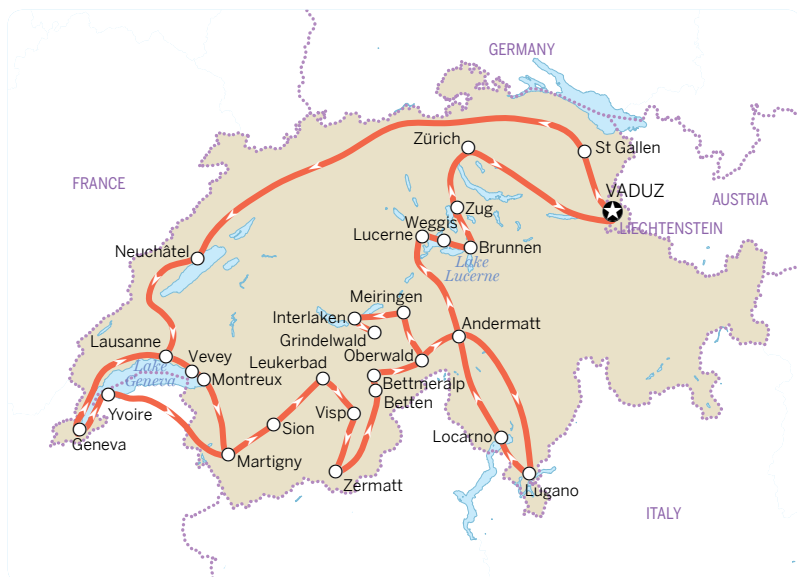 GERMANY
Zürich
St Gallen
FRANCE
VADUZ
AUSTRIA
Zug
Weggis
LIECHTENSTEIN
Lucerne
Brunnen
Neuchâtel
Lake
Lucerne
Meiringen
Interlaken
Andermatt
Grindelwald
Lausanne
Oberwald
Vevey
Leukerbad
Lake
Geneva
Montreux
Bettmeralp
Betten
Yvoire
Visp
Sion
Locarno
Geneva
Martigny
Zermatt
Lugano
ITALY